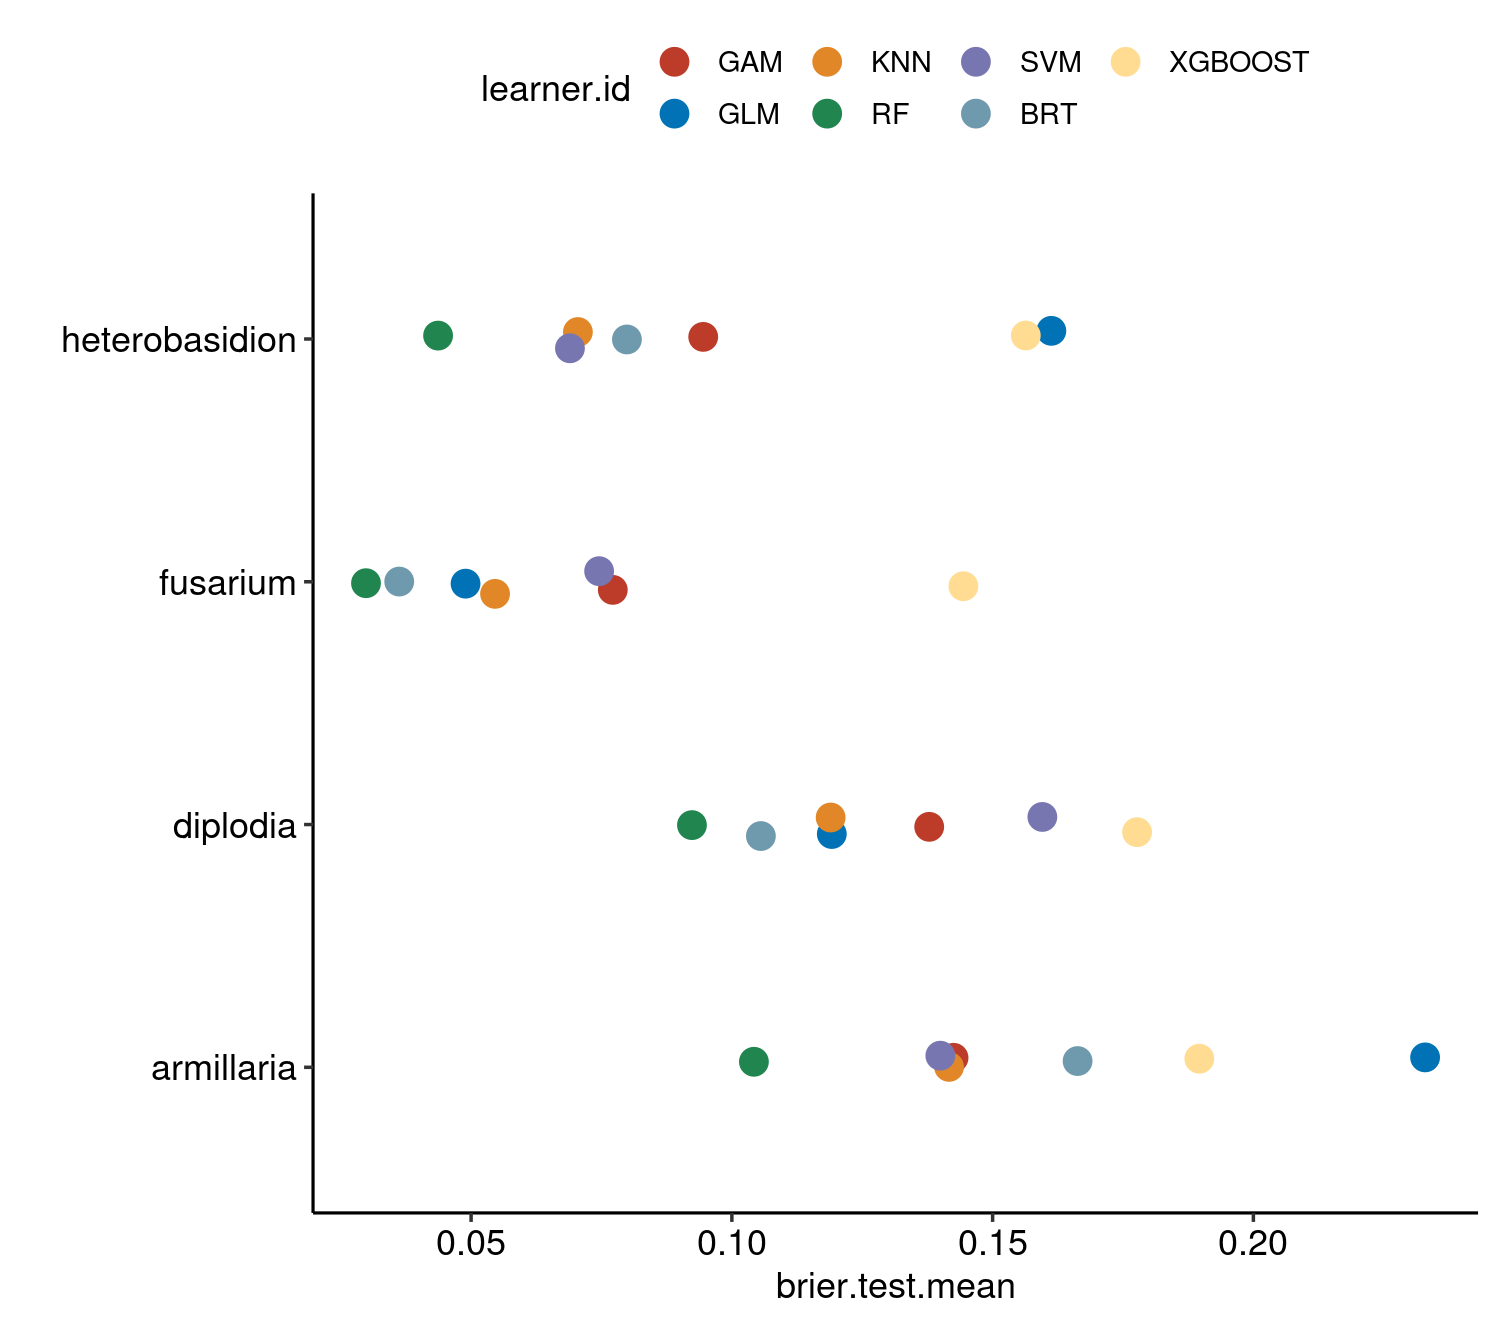 learner.id
GAM KNN SVM XGBOOST
GLM RF BRT
heterobasidion
fusarium
diplodia
armillaria
0.05 0.10 0.15 0.20
brier.test.mean